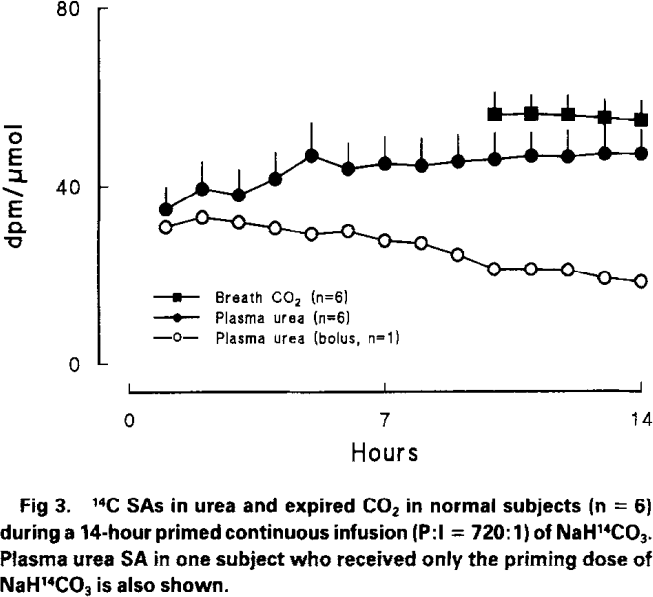 80
40
0
dpm/μmol
Breath CO₂ (n=6)
Plasma urea (n=6)
Plasma urea (bolus, n=1)
0 7 14
Hours
Fig 3. ¹⁴C SAs in urea and expired CO₂ in normal subjects (n = 6)
during a 14-hour primed continuous infusion (P:I = 720:1) of NaH¹⁴CO₃.
Plasma urea SA in one subject who received only the priming dose of
NaH¹⁴CO₃ is also shown.